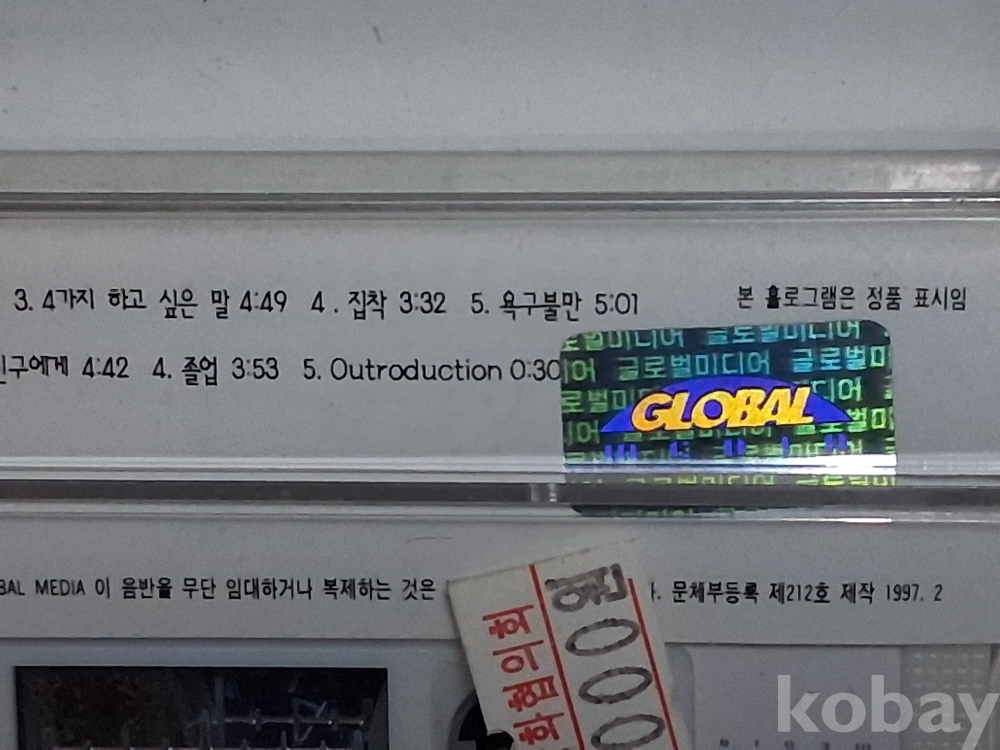 3. 4가지 하고 싶은 말 4:49 4. 집착 3:32 5. 욕구불만 5:01
본 홀로그램은 정품 표시임
구에게 4:42 4. 졸업 3:53 5. Outroduction 0:30
글로벌미디어 글로벌미디어
GLOBAL
BAL MEDIA 이 음반을 무단 임대하거나 복제하는 것은
문체부등록 제212호 제작 1997. 2
협의회
원
000
kobay